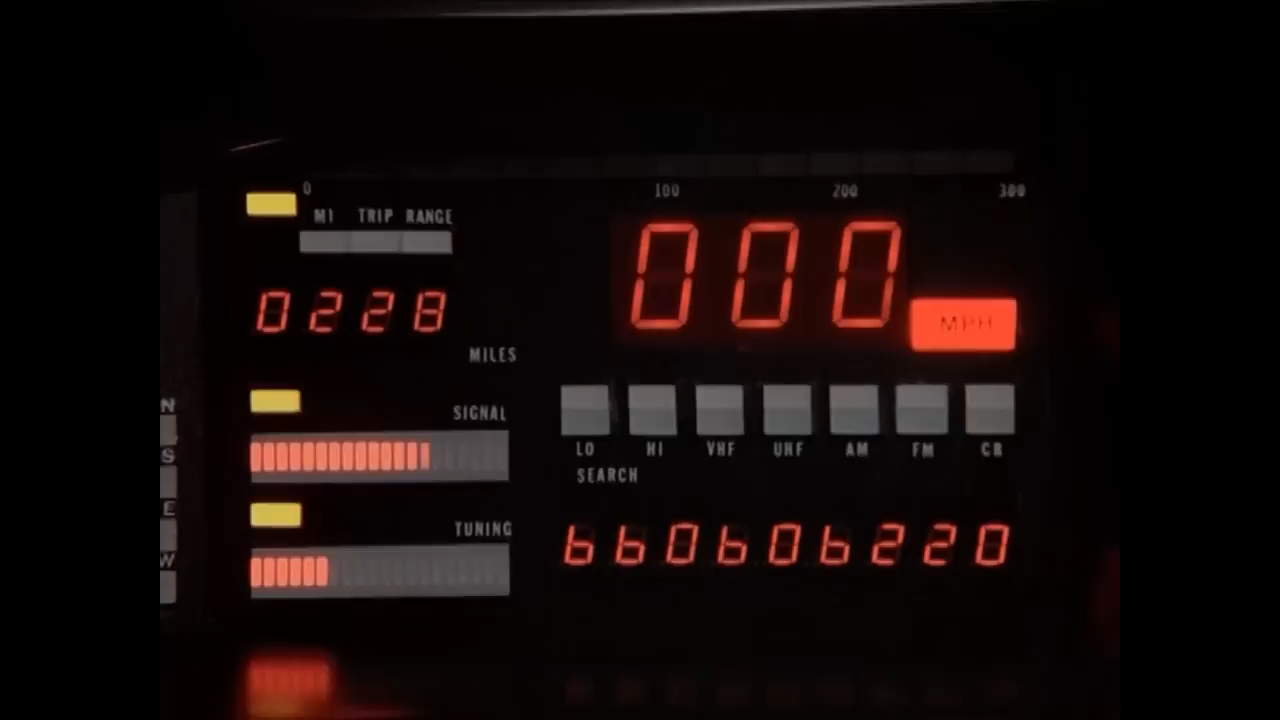 0 100 200 300
MI TRIP RANGE
000
0228
MPH
MILES
N
SIGNAL
S
LO HI VHF UHF AM FM CB
SEARCH
E
TUNING
660606220
W